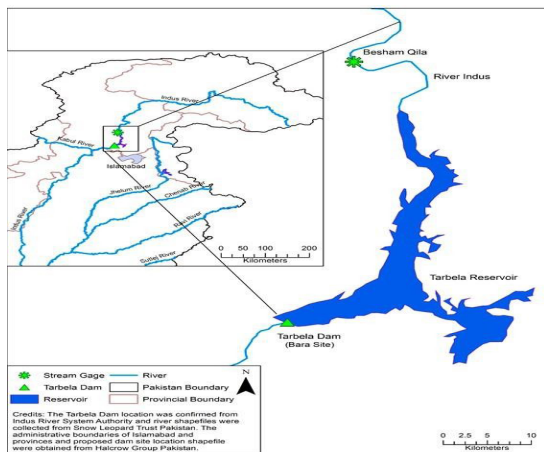 Besham Qila
River Indus
Indus River
Kabul River
Islamabad
Jhelum River
Chenab River
Indus River
Ravi River
Sutlej River
0 50 100 200
Kilometers
Tarbela Reservoir
Tarbela Dam
(Bara Site)
Stream Gage River
Tarbela Dam Pakistan Boundary
Reservoir Provincial Boundary
N
Credits: The Tarbela Dam location was confirmed from
Indus River System Authority and river shapefiles were
collected from Snow Leopard Trust Pakistan. The
administrative boundaries of Islamabad and
provinces and proposed dam site location shapefile
were obtained from Halcrow Group Pakistan.
0 2.5 5 10
Kilometers